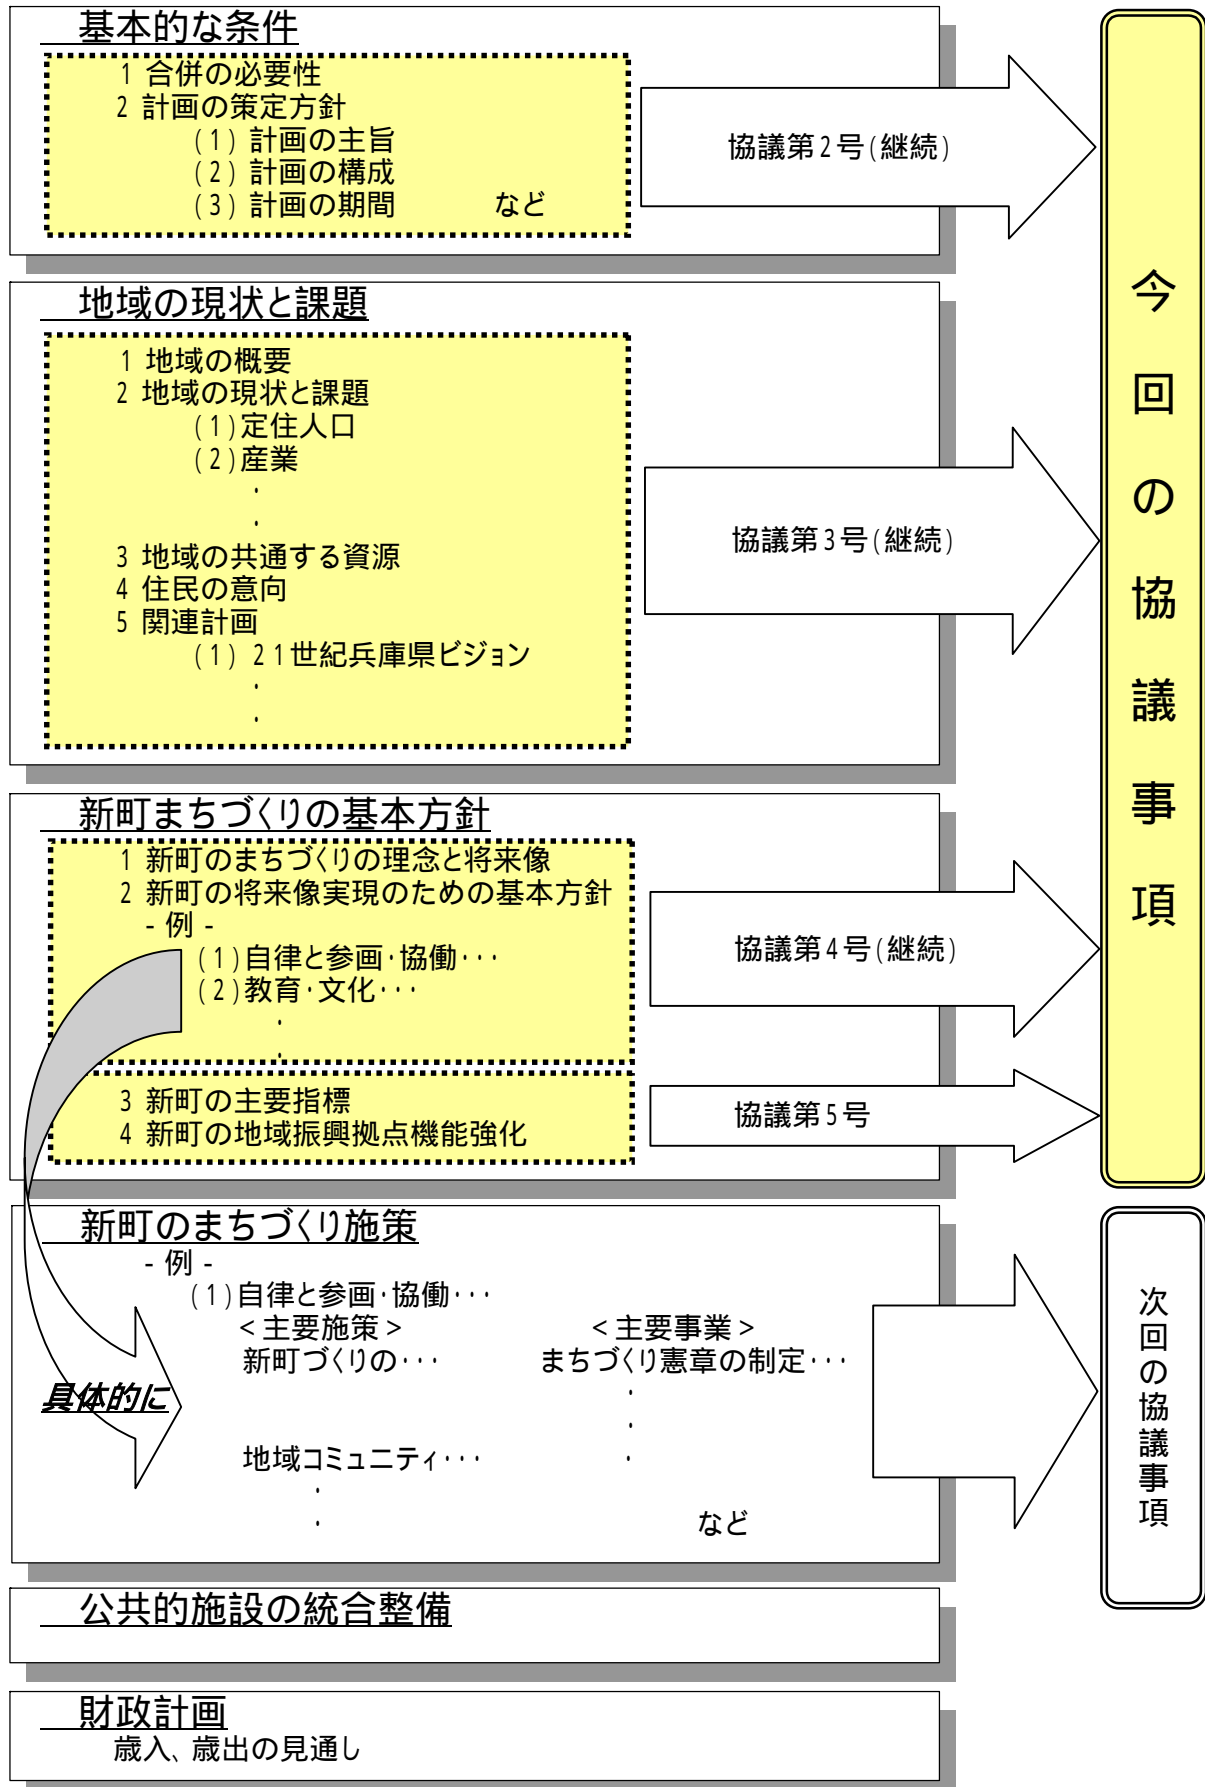 基本的な条件
1 合併の必要性
2 計画の策定方針
(1) 計画の主旨
(2) 計画の構成
(3) 計画の期間 など
協議第2号(継続)
地域の現状と課題
1 地域の概要
2 地域の現状と課題
(1)定住人口
(2)産業
・
・
3 地域の共通する資源
4 住民の意向
5 関連計画
(1) 21世紀兵庫県ビジョン
・
・
協議第3号(継続)
新町まちづくりの基本方針
1 新町のまちづくりの理念と将来像
2 新町の将来像実現のための基本方針
- 例 -
(1)自律と参画・協働・・・
(2)教育・文化・・・
・
・
協議第4号(継続)
3 新町の主要指標
4 新町の地域振興拠点機能強化
協議第5号
今回の協議事項
新町のまちづくり施策
- 例 -
(1)自律と参画・協働・・・
<主要施策> <主要事業>
新町づくりの・・・ まちづくり憲章の制定・・・
・
・
地域コミュニティ・・・ ・
・
・ など
具体的に
次回の協議事項
公共的施設の統合整備
財政計画
歳入、歳出の見通し